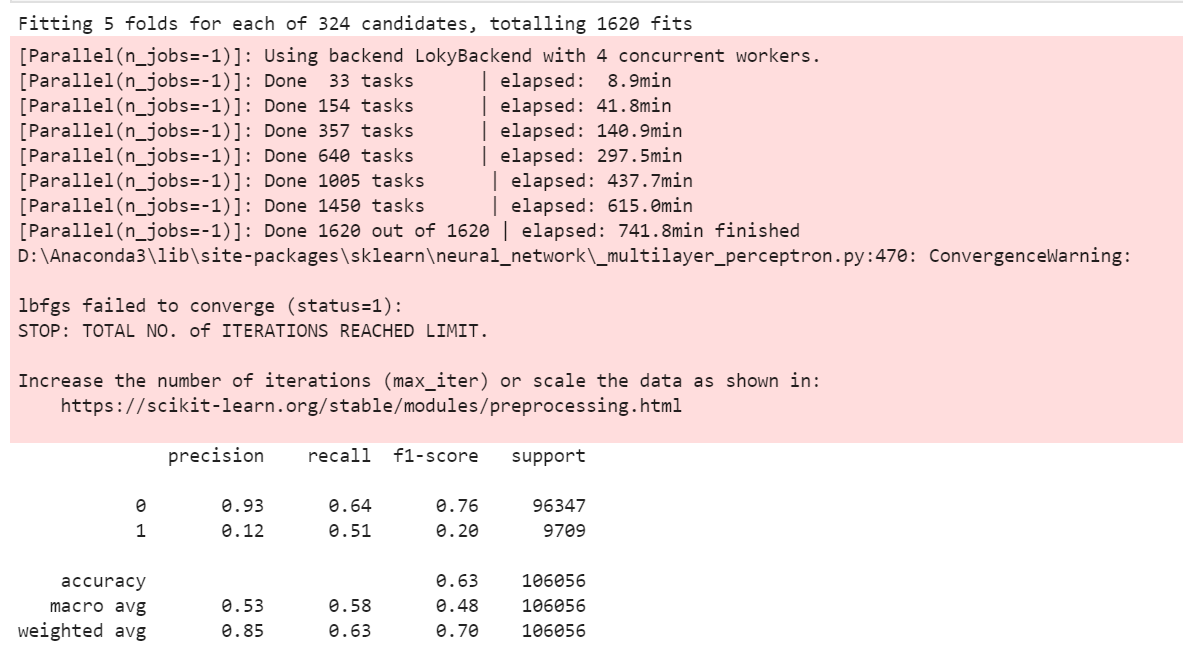 Fitting 5 folds for each of 324 candidates, totalling 1620 fits
[Parallel(n_jobs=-1)]: Using backend LokyBackend with 4 concurrent workers.
[Parallel(n_jobs=-1)]: Done  33 tasks      | elapsed:  8.9min
[Parallel(n_jobs=-1)]: Done 154 tasks      | elapsed: 41.8min
[Parallel(n_jobs=-1)]: Done 357 tasks      | elapsed: 140.9min
[Parallel(n_jobs=-1)]: Done 640 tasks      | elapsed: 297.5min
[Parallel(n_jobs=-1)]: Done 1005 tasks      | elapsed: 437.7min
[Parallel(n_jobs=-1)]: Done 1450 tasks      | elapsed: 615.0min
[Parallel(n_jobs=-1)]: Done 1620 out of 1620 | elapsed: 741.8min finished
D:\Anaconda3\lib\site-packages\sklearn\neural_network\_multilayer_perceptron.py:470: ConvergenceWarning:
lbfgs failed to converge (status=1):
STOP: TOTAL NO. of ITERATIONS REACHED LIMIT.
Increase the number of iterations (max_iter) or scale the data as shown in:
    https://scikit-learn.org/stable/modules/preprocessing.html
              precision    recall  f1-score   support
           0       0.93      0.64      0.76     96347
           1       0.12      0.51      0.20      9709
    accuracy                           0.63    106056
   macro avg       0.53      0.58      0.48    106056
weighted avg       0.85      0.63      0.70    106056